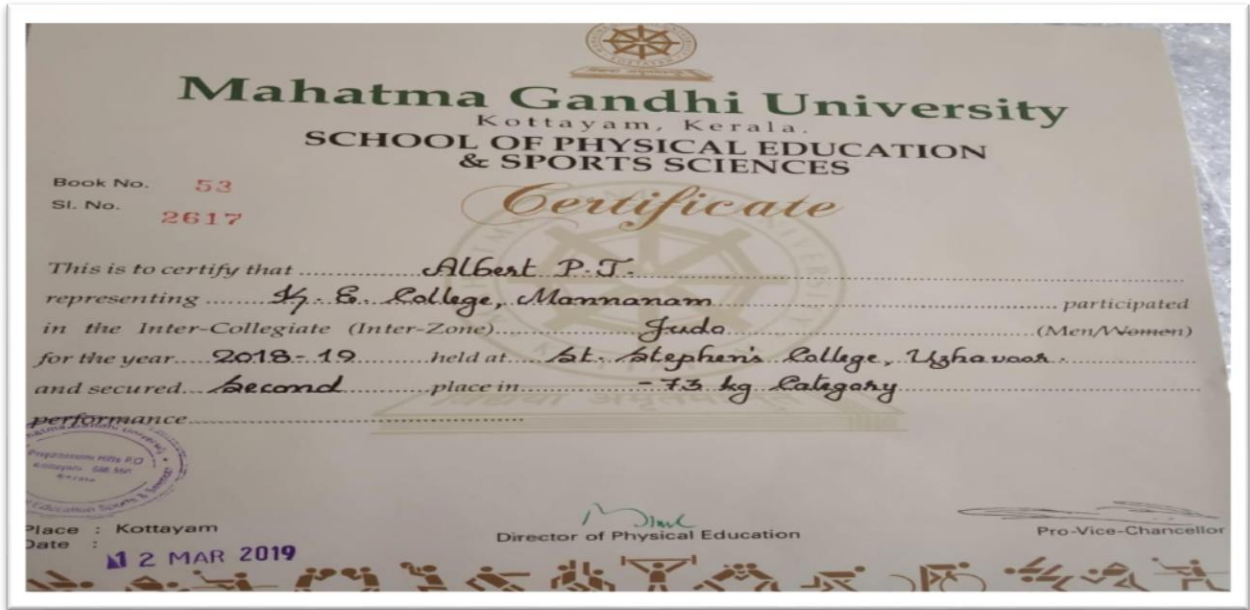 Mahatma Gandhi University
Kottayam, Kerala.
SCHOOL OF PHYSICAL EDUCATION
& SPORTS SCIENCES
Book No. 53
Sl. No. 2617
Certificate
This is to certify that Albert P.T.
representing K. E. College, Mannanam participated
in the Inter-Collegiate (Inter-Zone) Judo (Men/Women)
for the year 2018-19 held at St. Stephen's College, Uzhavoor.
and secured Second place in -73 kg Category
performance
Place : Kottayam
Date : 12 MAR 2019
Director of Physical Education
Pro-Vice-Chancellor